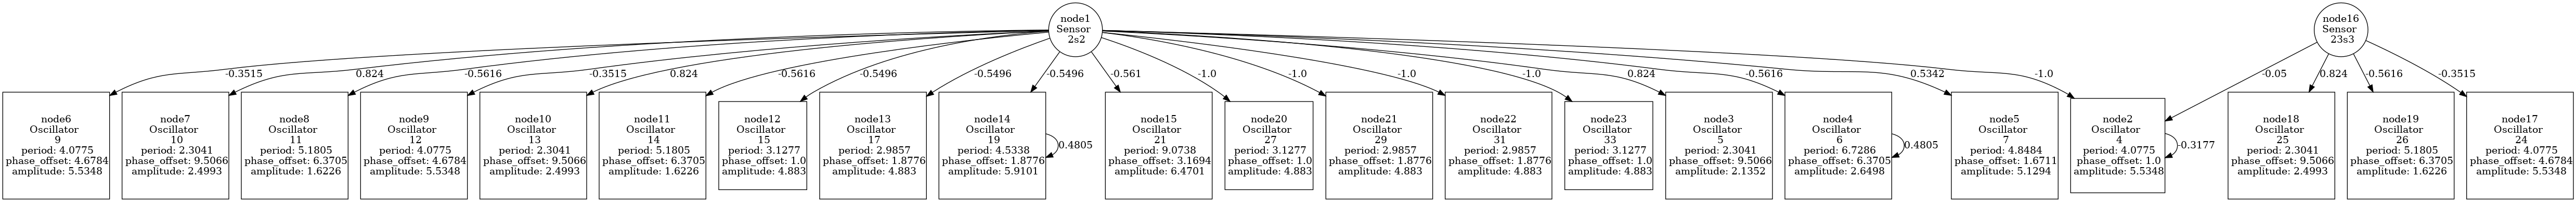 node1
Sensor
2s2
node16
Sensor
23s3
-0.3515
0.824
-0.5616
-0.3515
0.824
-0.5616
-0.5496
-0.5496
-0.5496
-0.561
-1.0
-1.0
-1.0
-1.0
0.824
-0.5616
0.5342
-1.0
-0.05
0.824
-0.5616
-0.3515
node6
Oscillator
9
period: 4.0775
phase_offset: 4.6784
amplitude: 5.5348
node7
Oscillator
10
period: 2.3041
phase_offset: 9.5066
amplitude: 2.4993
node8
Oscillator
11
period: 5.1805
phase_offset: 6.3705
amplitude: 1.6226
node9
Oscillator
12
period: 4.0775
phase_offset: 4.6784
amplitude: 5.5348
node10
Oscillator
13
period: 2.3041
phase_offset: 9.5066
amplitude: 2.4993
node11
Oscillator
14
period: 5.1805
phase_offset: 6.3705
amplitude: 1.6226
node12
Oscillator
15
period: 3.1277
phase_offset: 1.0
amplitude: 4.883
node13
Oscillator
17
period: 2.9857
phase_offset: 1.8776
amplitude: 4.883
node14
Oscillator
19
period: 4.5338
phase_offset: 1.8776
amplitude: 5.9101
0.4805
node15
Oscillator
21
period: 9.0738
phase_offset: 3.1694
amplitude: 6.4701
node20
Oscillator
27
period: 3.1277
phase_offset: 1.0
amplitude: 4.883
node21
Oscillator
29
period: 2.9857
phase_offset: 1.8776
amplitude: 4.883
node22
Oscillator
31
period: 2.9857
phase_offset: 1.8776
amplitude: 4.883
node23
Oscillator
33
period: 3.1277
phase_offset: 1.0
amplitude: 4.883
node3
Oscillator
5
period: 2.3041
phase_offset: 9.5066
amplitude: 2.1352
node4
Oscillator
6
period: 6.7286
phase_offset: 6.3705
amplitude: 2.6498
0.4805
node5
Oscillator
7
period: 4.8484
phase_offset: 1.6711
amplitude: 5.1294
node2
Oscillator
4
period: 4.0775
phase_offset: 1.0
amplitude: 5.5348
-0.3177
node18
Oscillator
25
period: 2.3041
phase_offset: 9.5066
amplitude: 2.4993
node19
Oscillator
26
period: 5.1805
phase_offset: 6.3705
amplitude: 1.6226
node17
Oscillator
24
period: 4.0775
phase_offset: 4.6784
amplitude: 5.5348